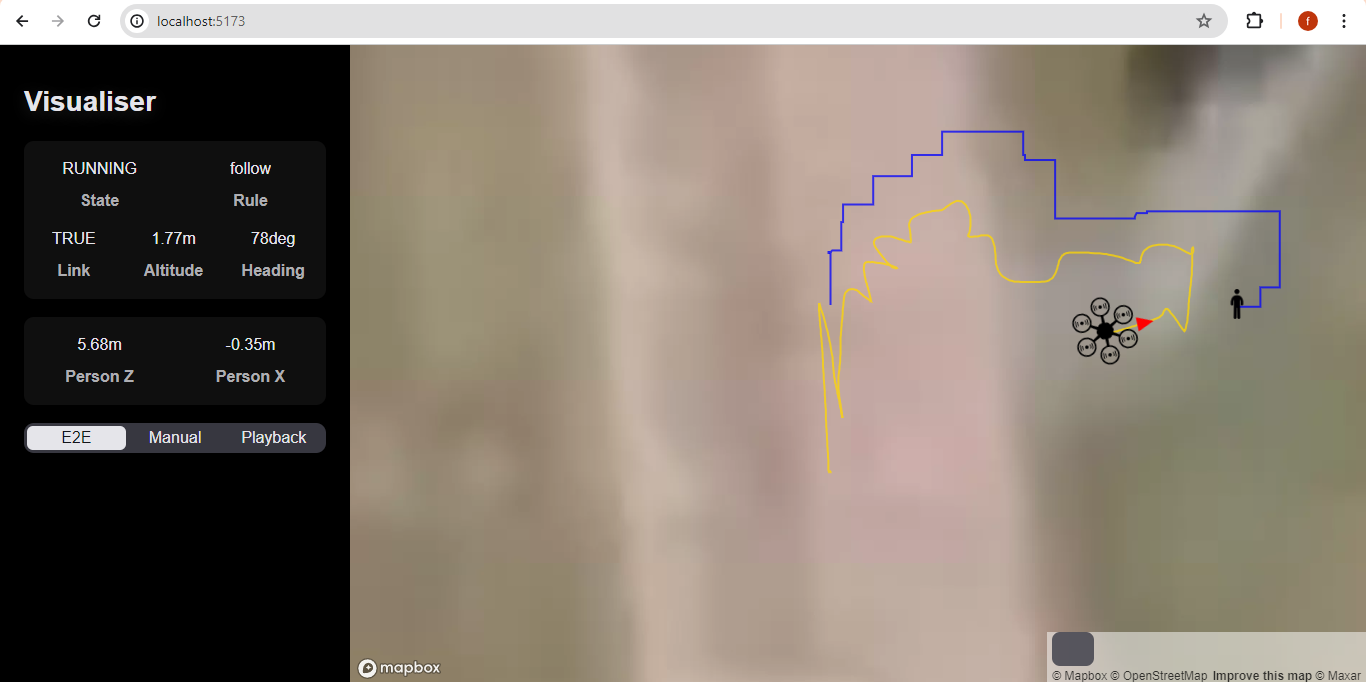 localhost:5173
f
Visualiser
RUNNING follow
State Rule
TRUE 1.77m 78deg
Link Altitude Heading
5.68m -0.35m
Person Z Person X
E2E Manual Playback
mapbox
© Mapbox © OpenStreetMap Improve this map © Maxar